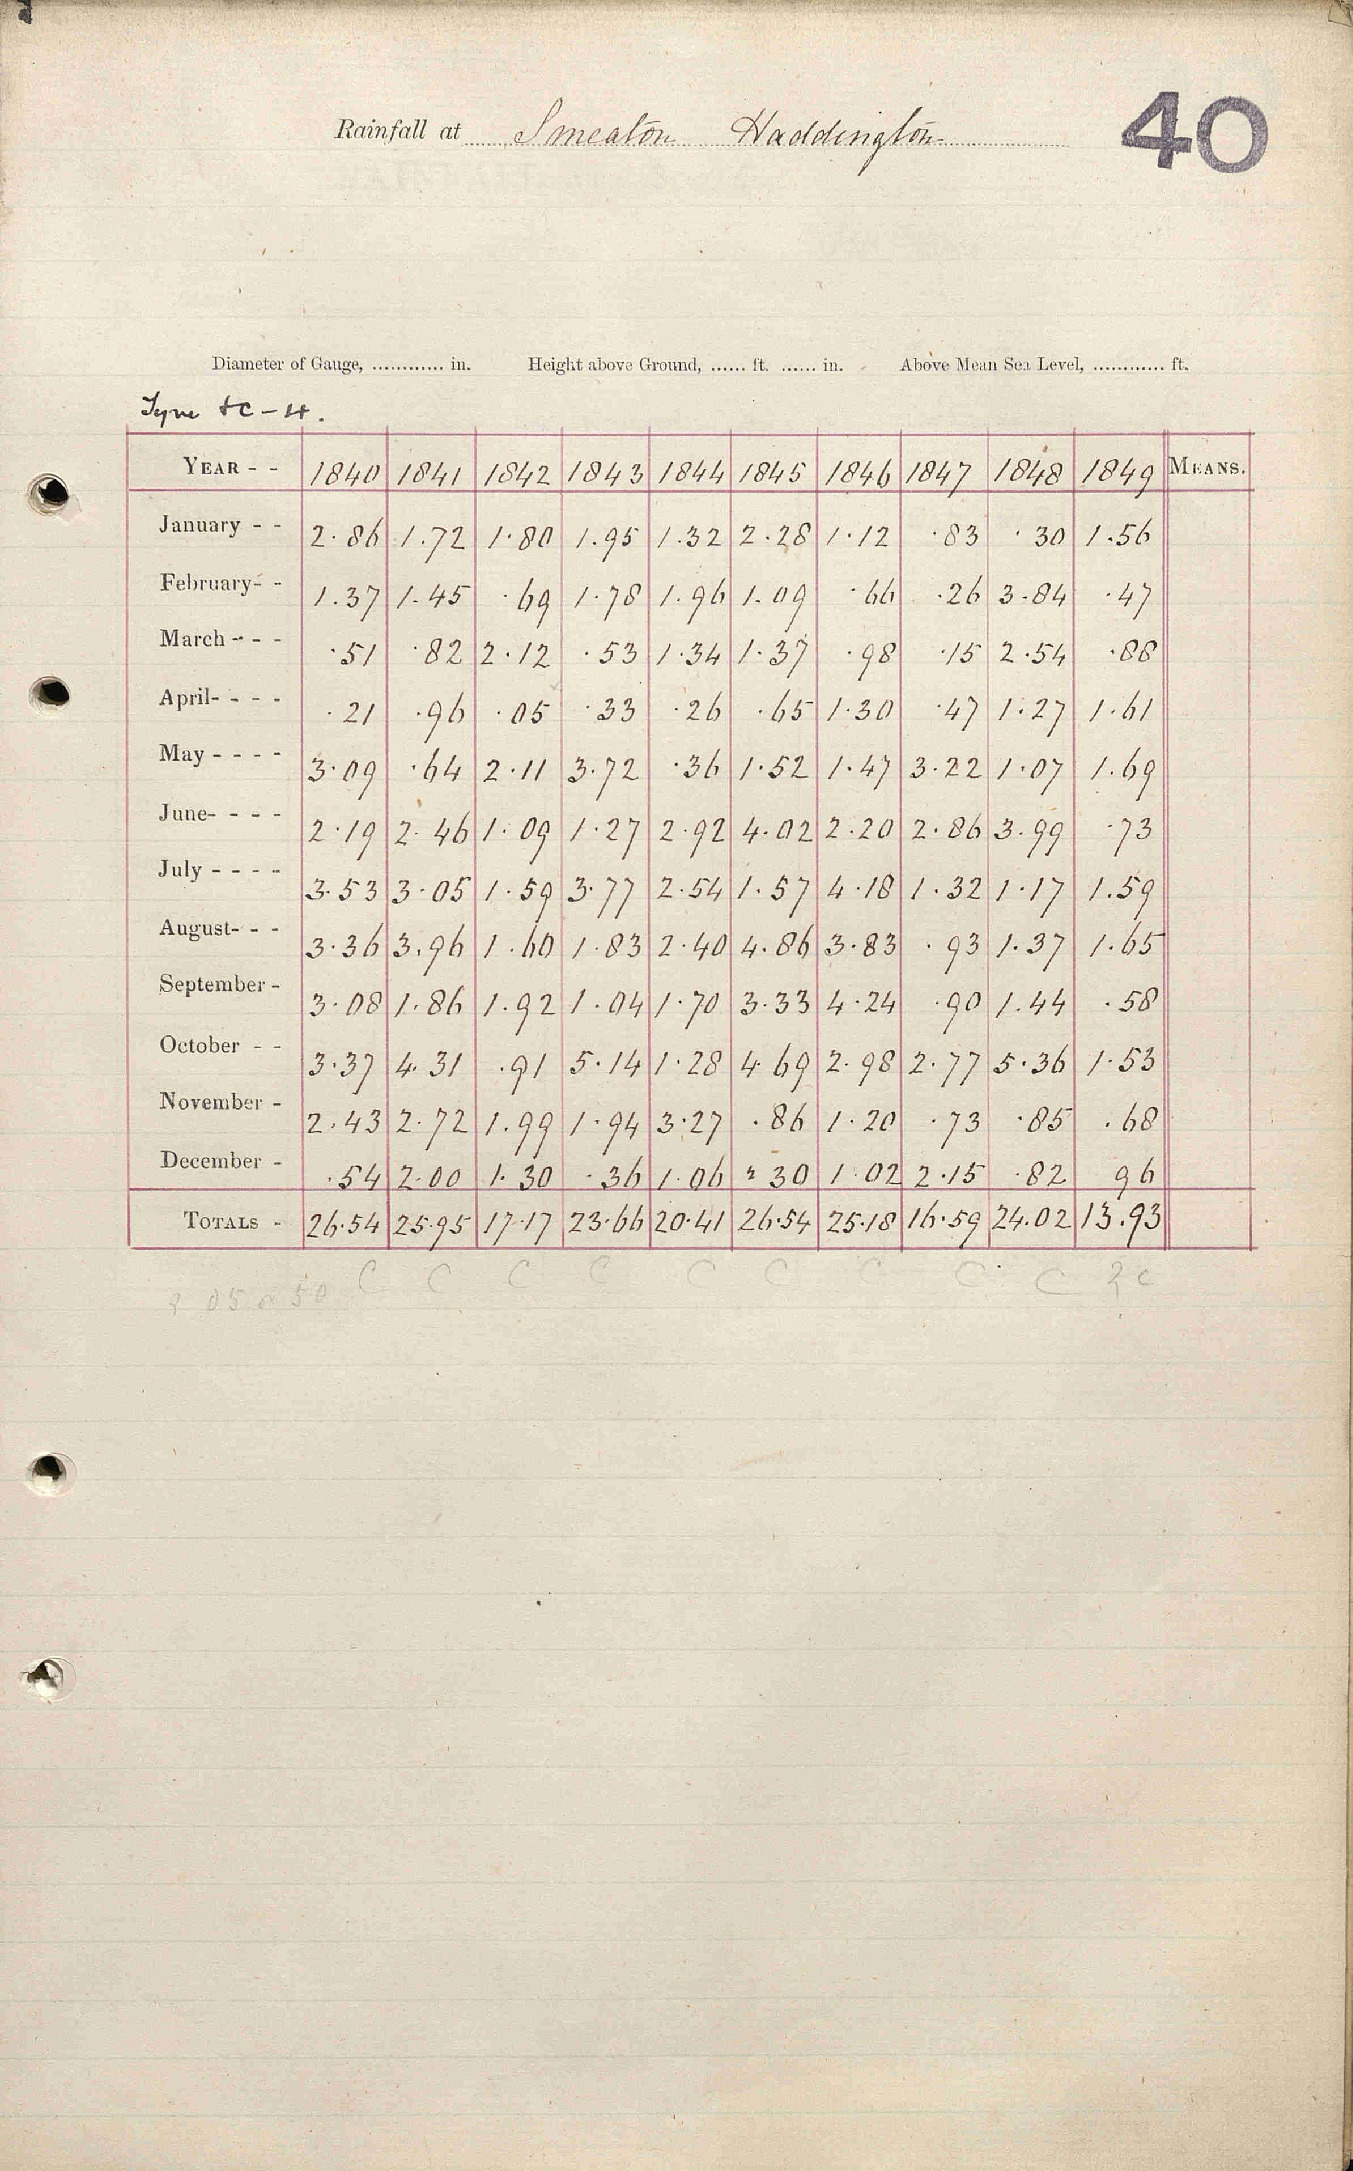 Rainfall at Smeaton Haddington
40
Diameter of Gauge, ............ in. Height above Ground, ...... ft. ...... in. Above Mean Sea Level, ............ ft.
Tyne &C - H.
YEAR - - 1840 1841 1842 1843 1844 1845 1846 1847 1848 1849 MEANS.
January - - 2.86 1.72 1.80 1.95 1.32 2.28 1.12 .83 .30 1.56
February - - 1.37 1.45 .69 1.78 1.96 1.09 .66 .26 3.84 .47
March - - - .51 .82 2.12 .53 1.34 1.37 .98 .15 2.54 .88
April - - - - .21 .96 .05 .33 .26 .65 1.30 .47 1.27 1.61
May - - - - 3.09 .64 2.11 3.72 .36 1.52 1.47 3.22 1.07 1.69
June - - - - 2.19 2.46 1.09 1.27 2.92 4.02 2.20 2.86 3.99 .73
July - - - - 3.53 3.05 1.59 3.77 2.54 1.57 4.18 1.32 1.17 1.59
August - - - 3.36 3.96 1.60 1.83 2.40 4.86 3.83 .93 1.37 1.65
September - 3.08 1.86 1.92 1.04 1.70 3.33 4.24 .90 1.44 .58
October - - 3.37 4.31 .91 5.14 1.28 4.69 2.98 2.77 5.36 1.53
November - 2.43 2.72 1.99 1.94 3.27 .86 1.20 .73 .85 .68
December - .54 2.00 1.30 .36 1.06 .30 1.02 2.15 .82 96
TOTALS - 26.54 25.95 17.17 23.66 20.41 26.54 25.18 16.59 24.02 13.93
C C C C C C C C C ? C